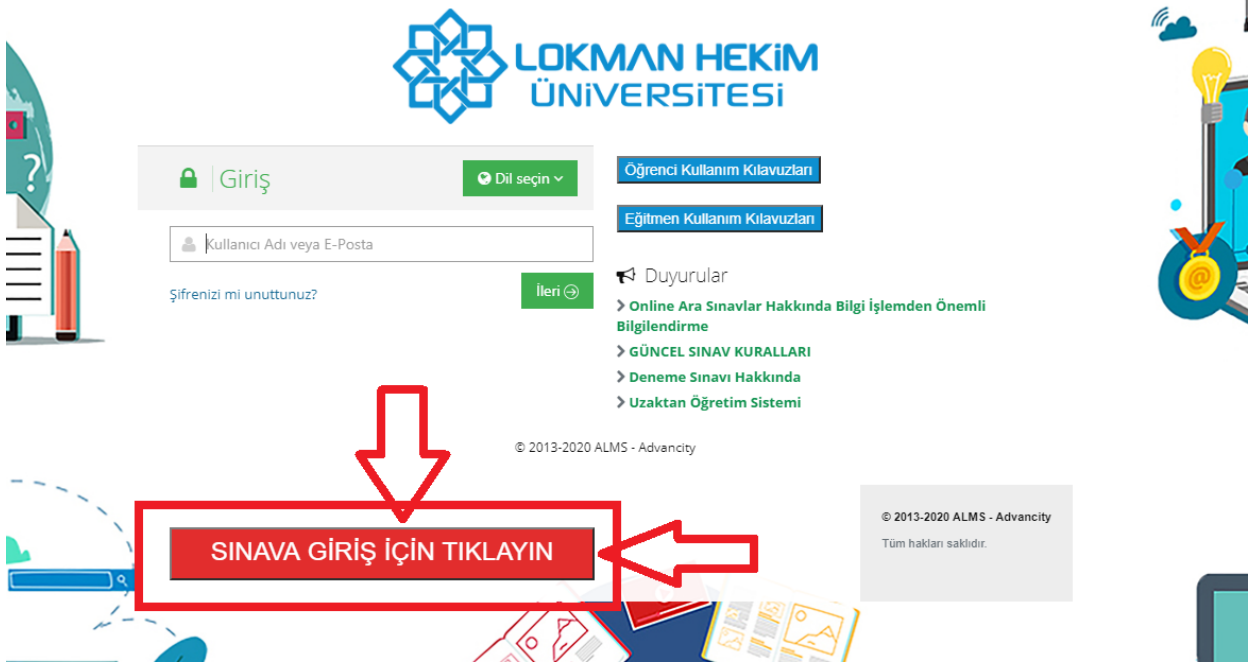 LOKMAN HEKİM
ÜNİVERSİTESİ
Giriş
Dil seçin
Kullanıcı Adı veya E-Posta
Şifrenizi mi unuttunuz?
İleri
Öğrenci Kullanım Kılavuzları
Eğitmen Kullanım Kılavuzları
Duyurular
Online Ara Sınavlar Hakkında Bilgi İşlemden Önemli
Bilgilendirme
GÜNCEL SINAV KURALLARI
Deneme Sınavı Hakkında
Uzaktan Öğretim Sistemi
© 2013-2020 ALMS - Advancity
SINAVA GİRİŞ İÇİN TIKLAYIN
© 2013-2020 ALMS - Advancity
Tüm hakları saklıdır.